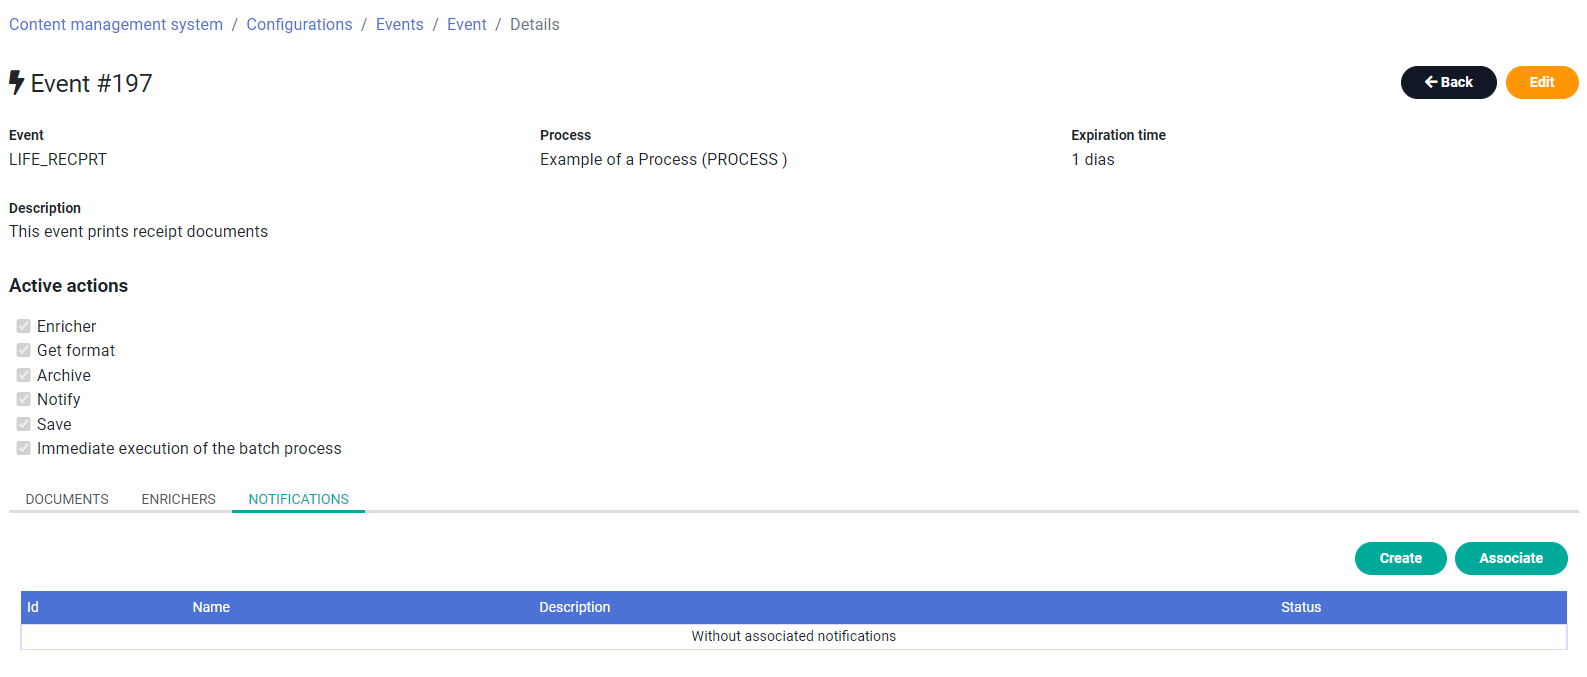 Content management system / Configurations / Events / Event / Details
Event #197
Back
Edit
Event
Process
Expiration time
LIFE_RECPRT
Example of a Process (PROCESS )
1 dias
Description
This event prints receipt documents
Active actions
Enricher
Get format
Archive
Notify
Save
Immediate execution of the batch process
DOCUMENTS
ENRICHERS
NOTIFICATIONS
Create
Associate
Id
Name
Description
Status
Without associated notifications